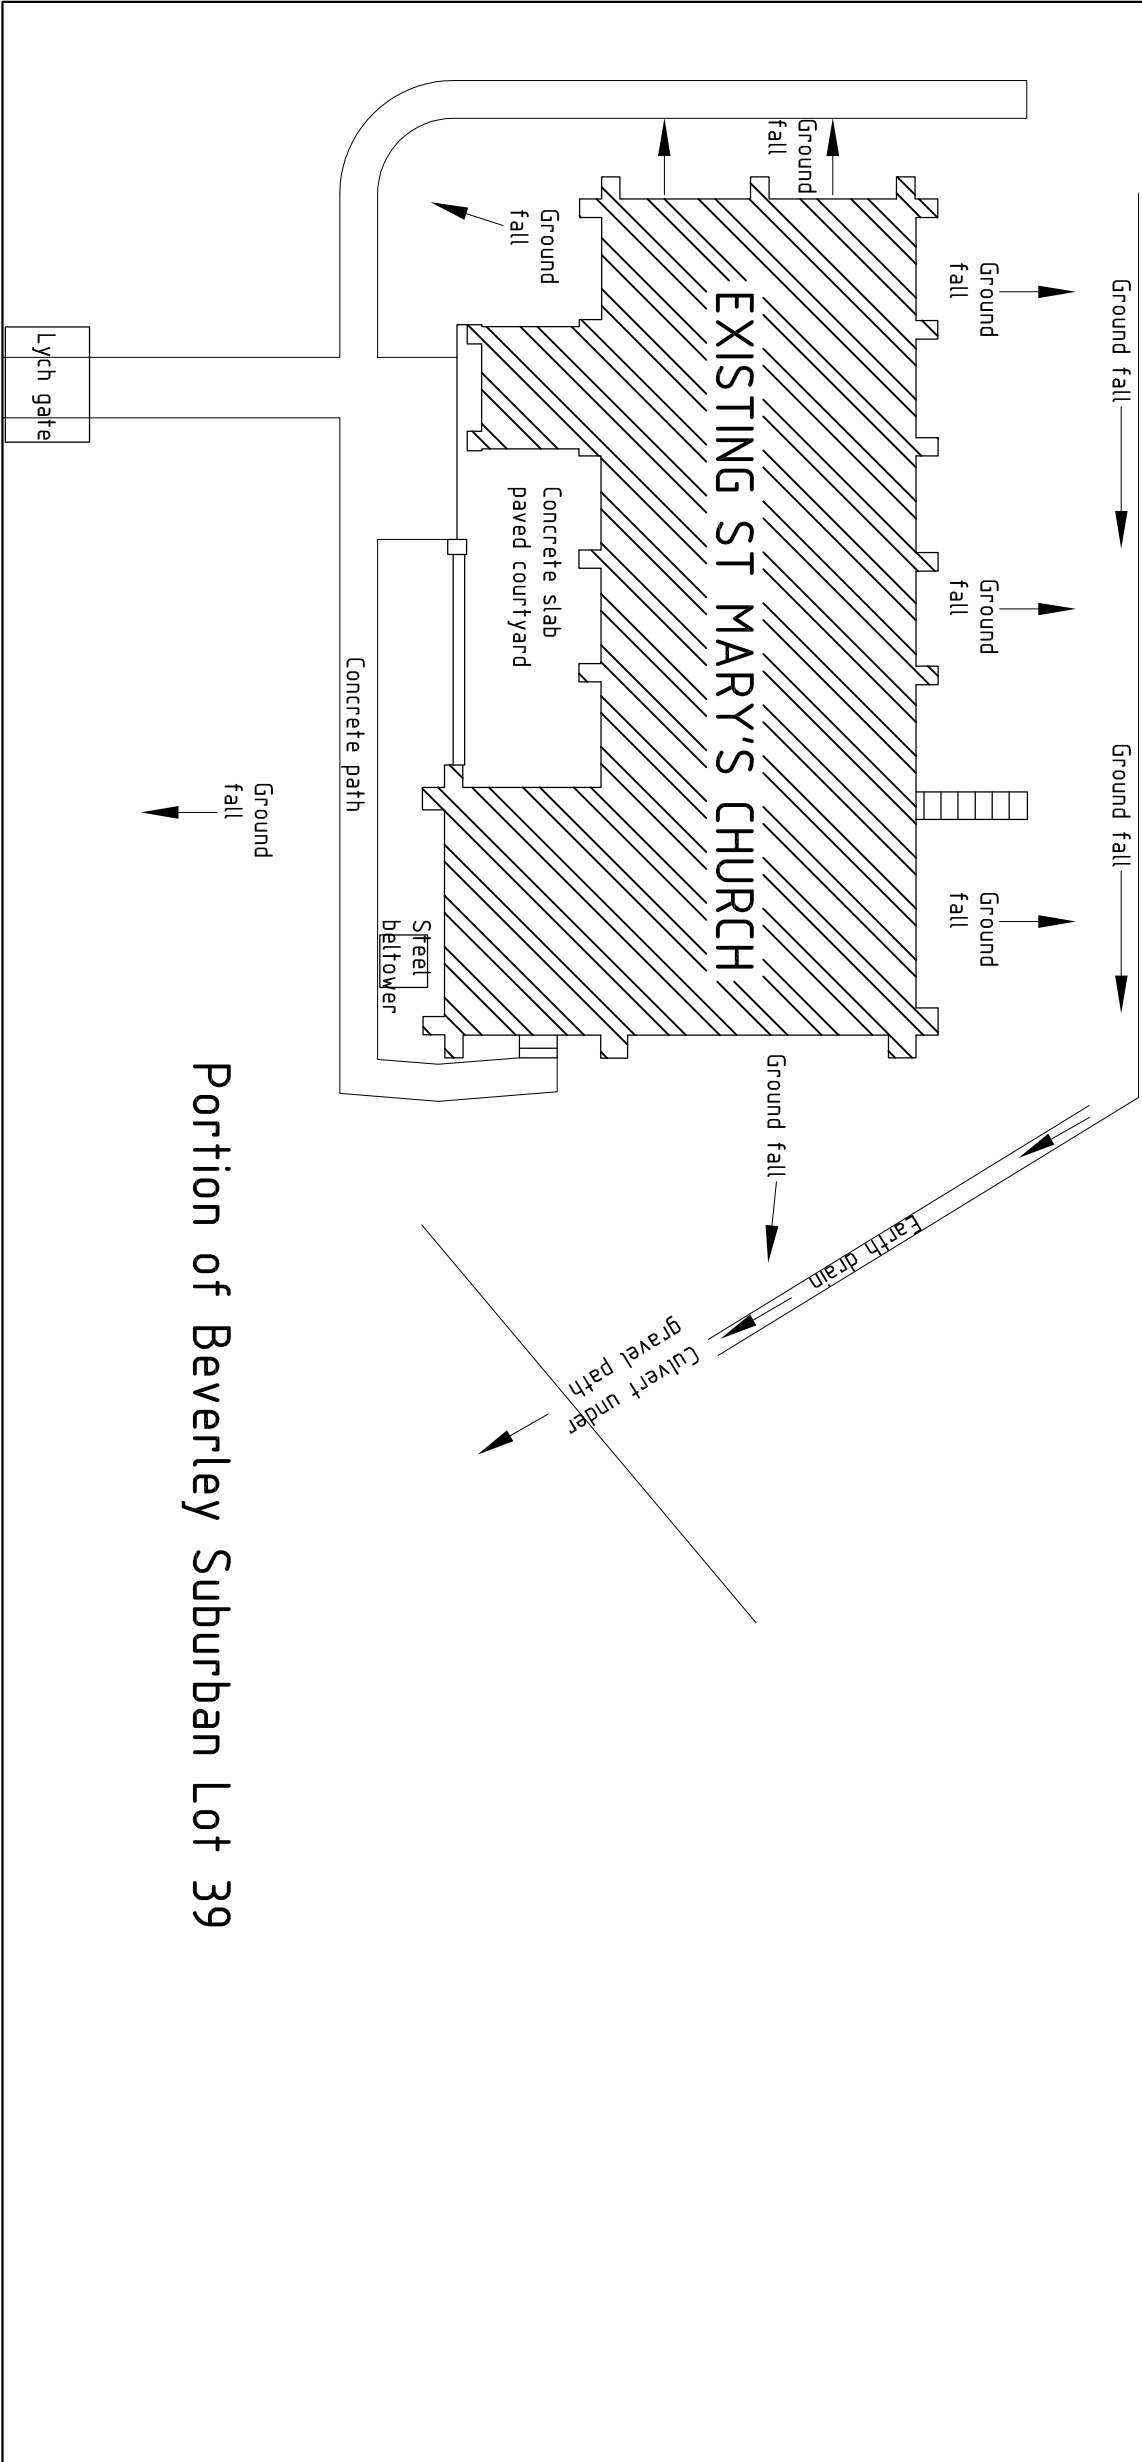 Ground fall
Ground fall
Ground
fall
Ground
fall
Ground
fall
Ground
fall
EXISTING ST MARY'S CHURCH
Ground fall
Earth drain
Culvert under
gravel path
Ground
fall
Concrete slab
paved courtyard
Steel
beltower
Concrete path
Ground
fall
Lych gate
Portion of Beverley Suburban Lot 39